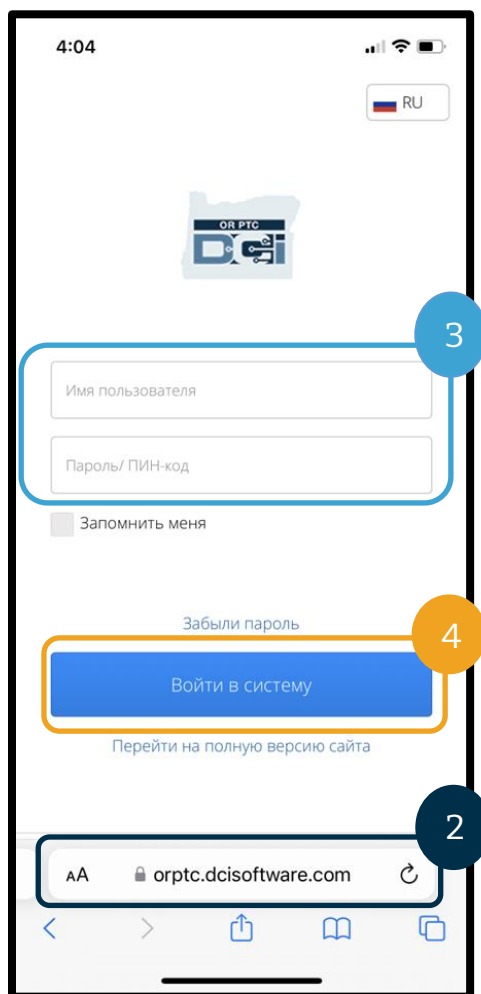 4:04
RU
OR PTC
DCi
3
Имя пользователя
Пароль/ ПИН-код
Запомнить меня
Забыли пароль
4
Войти в систему
Перейти на полную версию сайта
2
AA orptc.dcisoftware.com